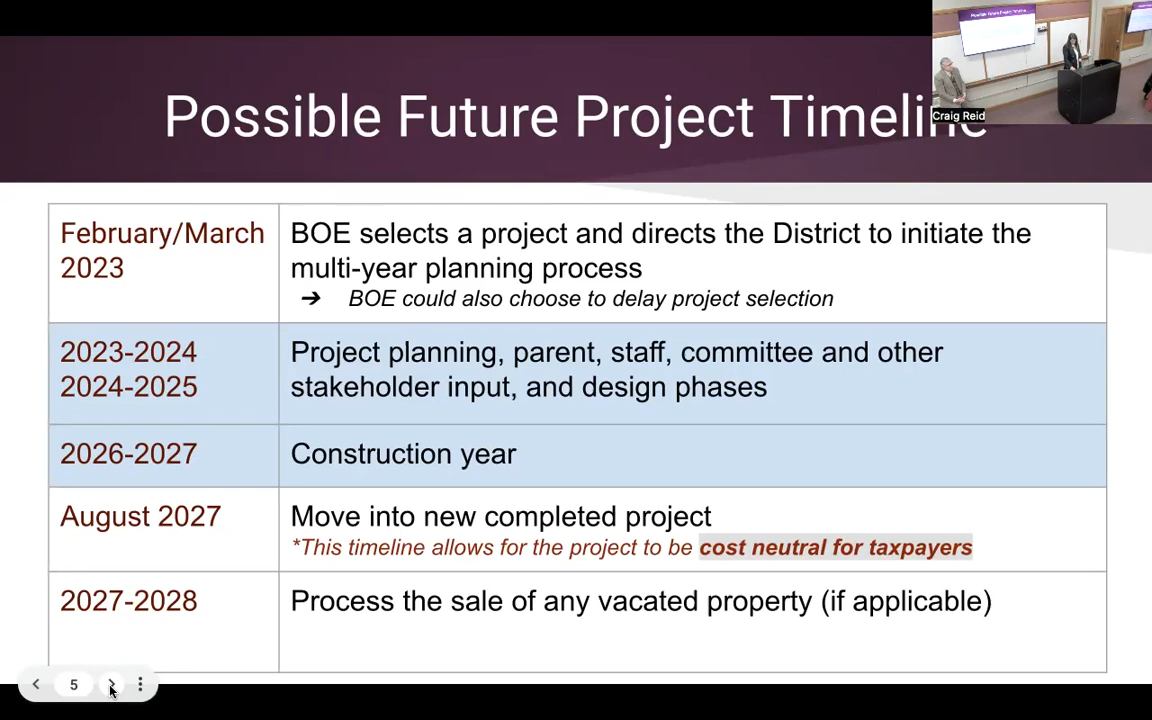 Possible Future Project Timeline
Craig Reid
February/March
2023
BOE selects a project and directs the District to initiate the
multi-year planning process
➔ BOE could also choose to delay project selection
2023-2024
2024-2025
Project planning, parent, staff, committee and other
stakeholder input, and design phases
2026-2027
Construction year
August 2027
Move into new completed project
*This timeline allows for the project to be cost neutral for taxpayers
2027-2028
Process the sale of any vacated property (if applicable)
5